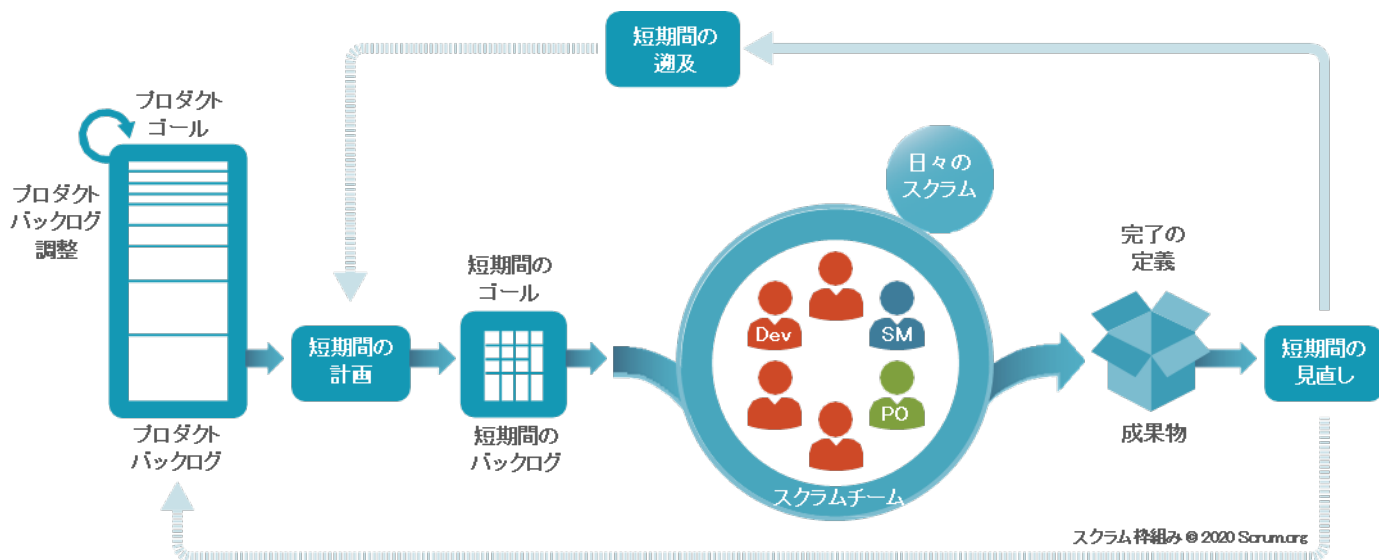 短期間の
遡及
プロダクト
ゴール
プロダクト
バックログ
調整
プロダクト
バックログ
短期間の
計画
短期間の
ゴール
短期間の
バックログ
日々の
スクラム
Dev
SM
PO
スクラムチーム
完了の
定義
成果物
短期間の
見直し
スクラム枠組み © 2020 Scrum.org